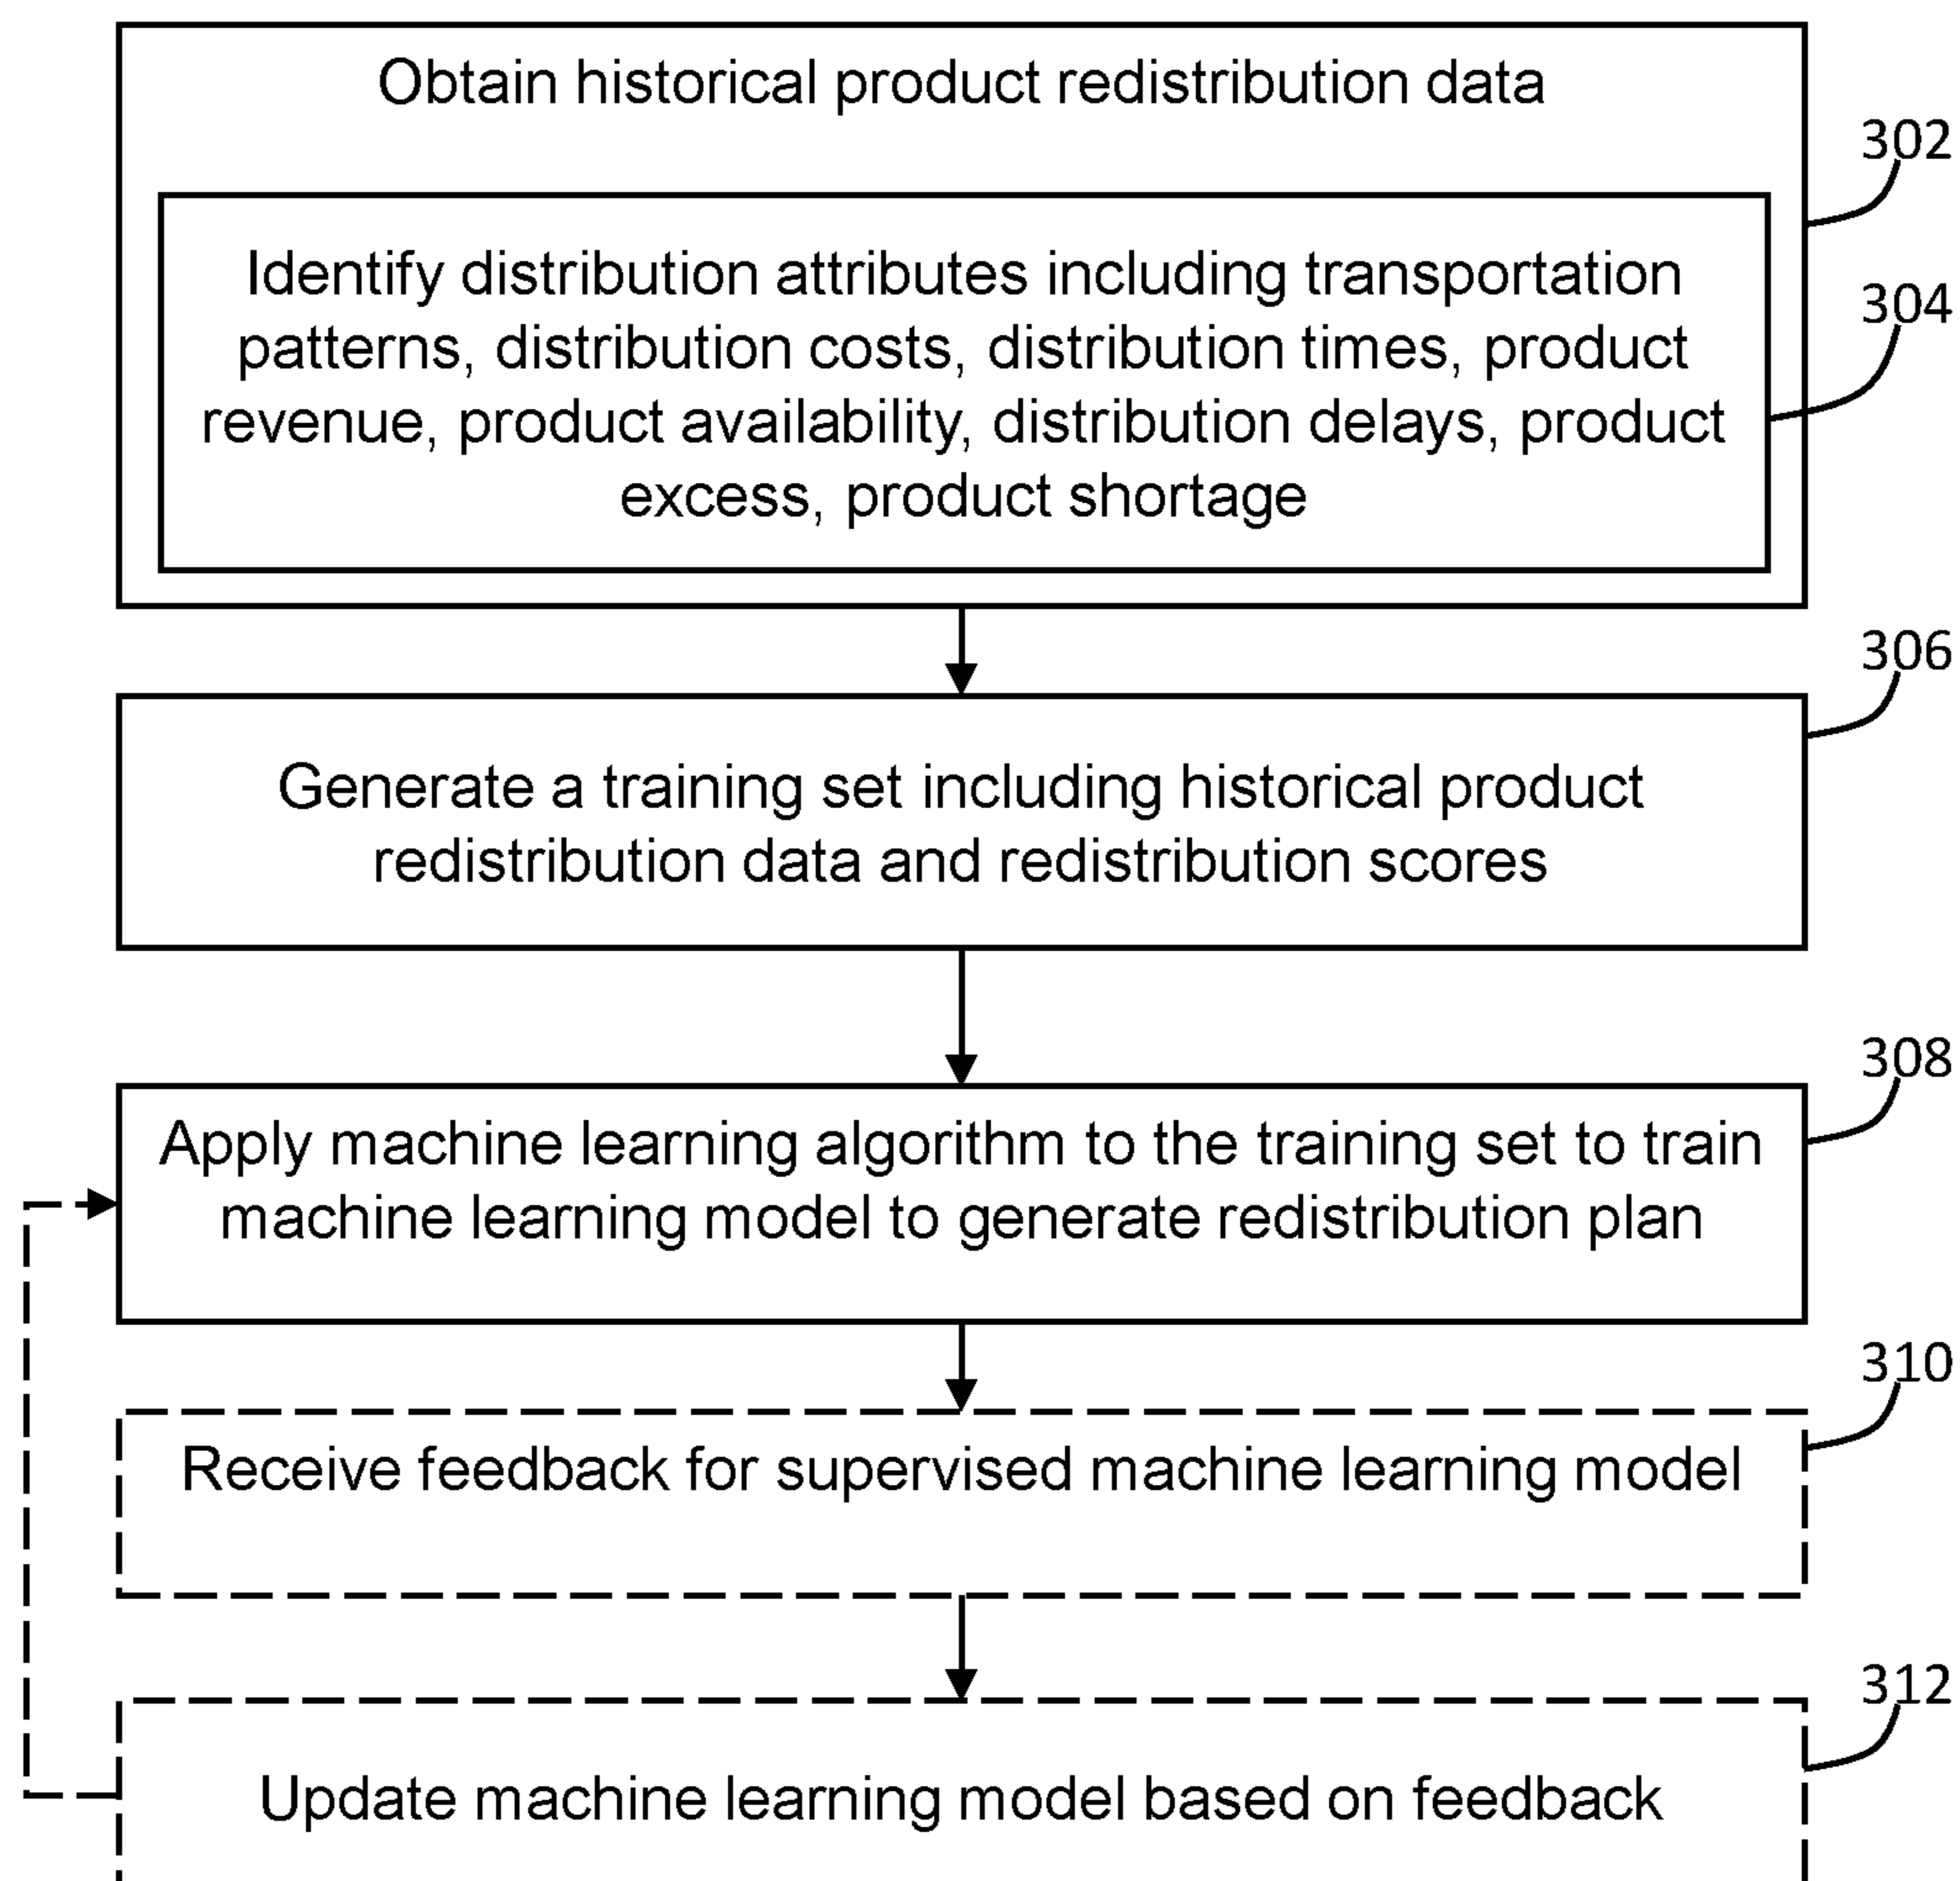 Obtain historical product redistribution data
302
Identify distribution attributes including transportation
patterns, distribution costs, distribution times, product
revenue, product availability, distribution delays, product
excess, product shortage
304
306
Generate a training set including historical product
redistribution data and redistribution scores
308
Apply machine learning algorithm to the training set to train
machine learning model to generate redistribution plan
310
Receive feedback for supervised machine learning model
312
Update machine learning model based on feedback